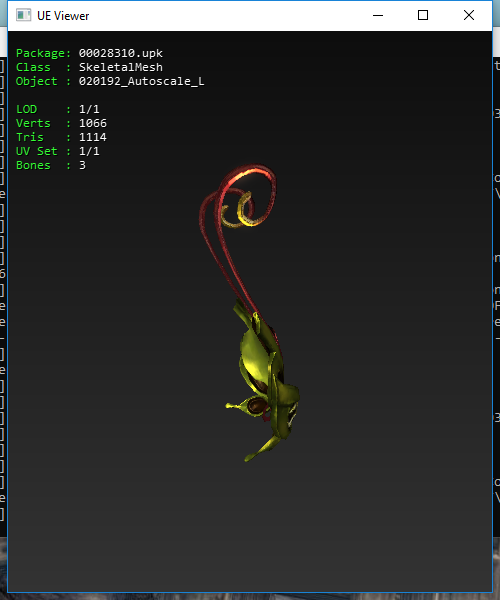 UE Viewer
Package: 00028310.upk
Class : SkeletalMesh
Object : 020192_Autoscale_L
LOD : 1/1
Verts : 1066
Tris : 1114
UV Set : 1/1
Bones : 3